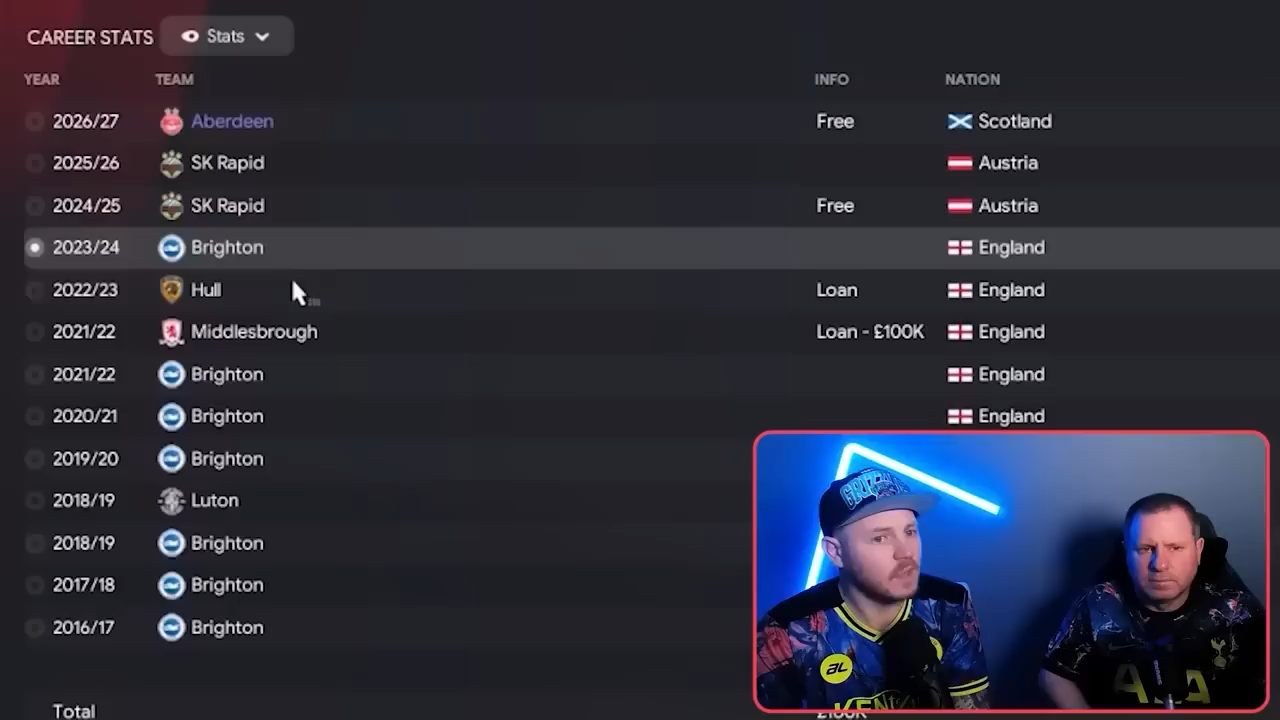 CAREER STATS Stats
YEAR TEAM INFO NATION
2026/27 Aberdeen Free Scotland
2025/26 SK Rapid Austria
2024/25 SK Rapid Free Austria
2023/24 Brighton England
2022/23 Hull Loan England
2021/22 Middlesbrough Loan - £100K England
2021/22 Brighton England
2020/21 Brighton England
2019/20 Brighton
2018/19 Luton
2018/19 Brighton
2017/18 Brighton
2016/17 Brighton
Total £100K
aL